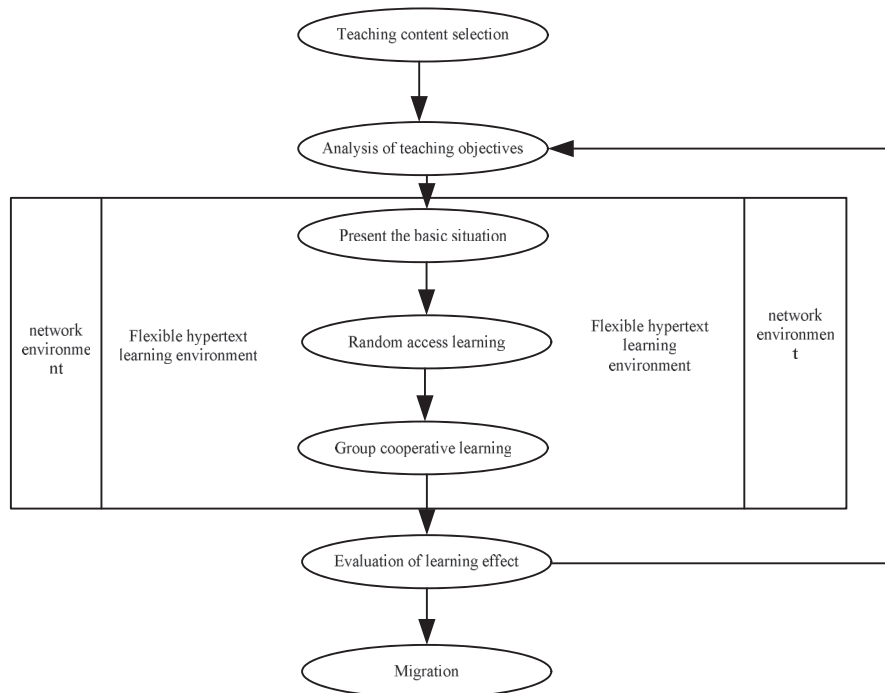 Teaching content selection
Analysis of teaching objectives
Present the basic situation
network
environme
nt
Flexible hypertext
learning environment
Random access learning
Flexible hypertext
learning
environment
network
environmen
t
Group cooperative learning
Evaluation of learning effect
Migration